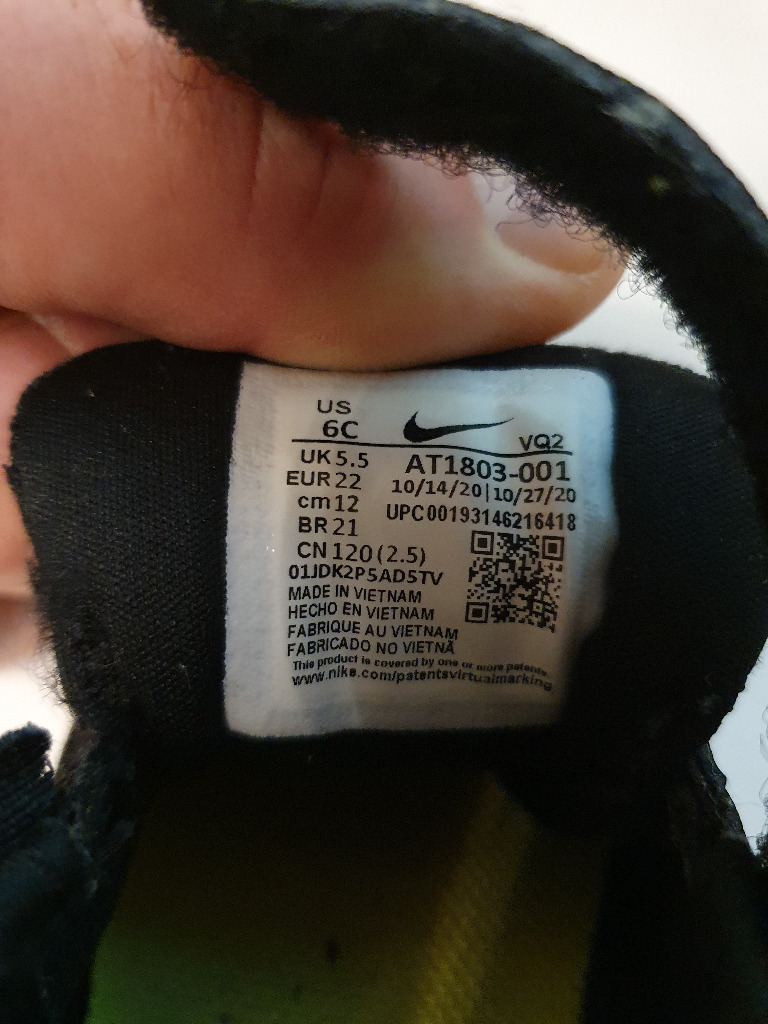 US
6C
VQ2
UK 5.5
AT1803-001
EUR 22
10/14/20|10/27/20
cm 12
UPC00193146216418
BR 21
CN 120 (2.5)
01JDK2P5AD5TV
MADE IN VIETNAM
HECHO EN VIETNAM
FABRIQUE AU VIETNAM
FABRICADO NO VIETNÃ
This product is covered by one or more patents.
www.nike.com/patentsvirtualmarking